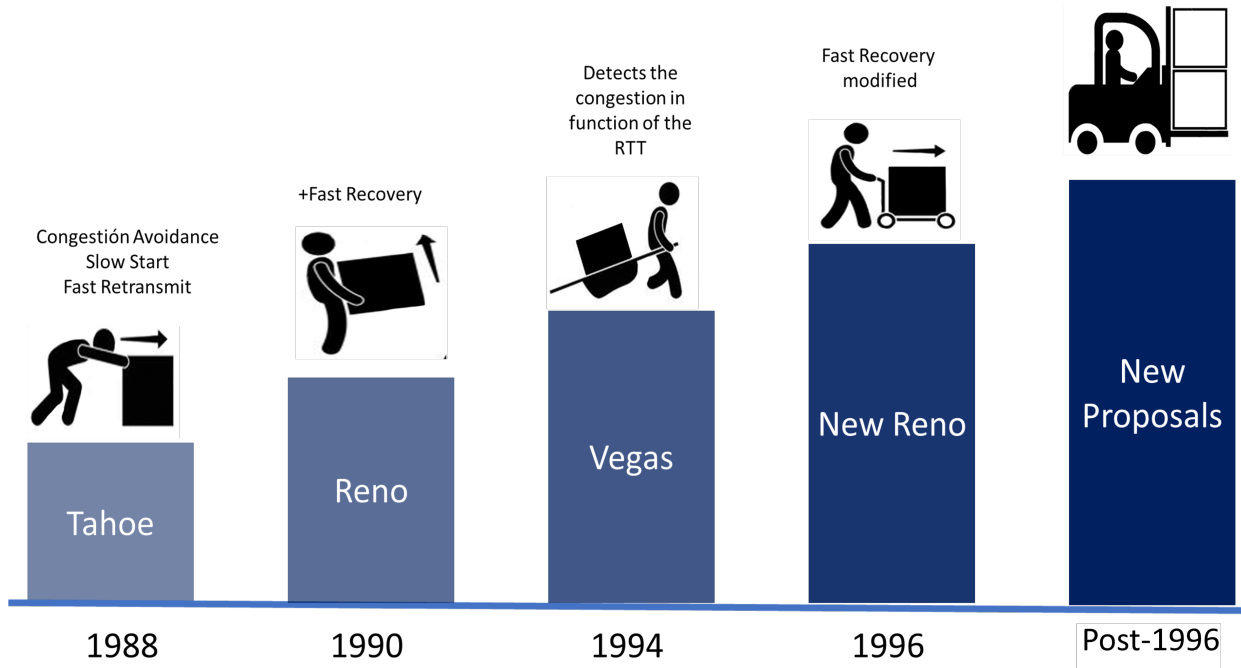 Congestión Avoidance
Slow Start
Fast Retransmit
Tahoe
1988
+Fast Recovery
Reno
1990
Detects the
congestion in
function of the
RTT
Vegas
1994
Fast Recovery
modified
New Reno
1996
New
Proposals
Post-1996